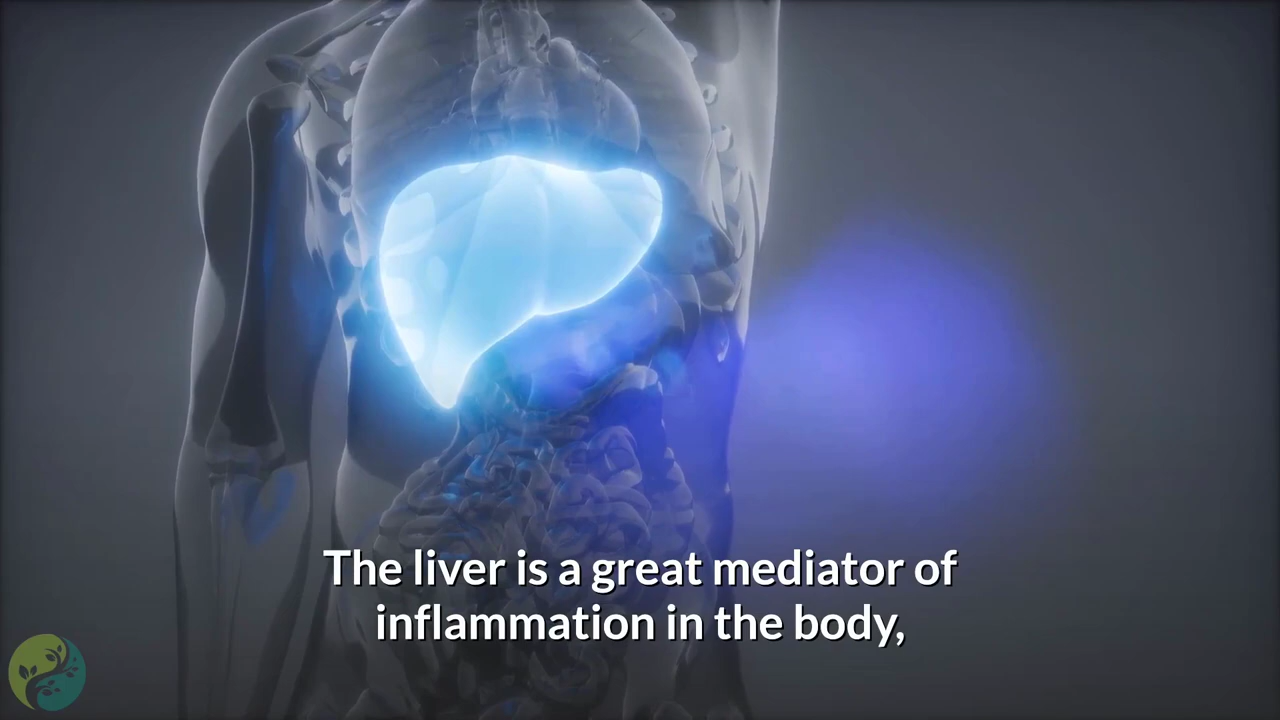 The liver is a great mediator of
inflammation in the body,